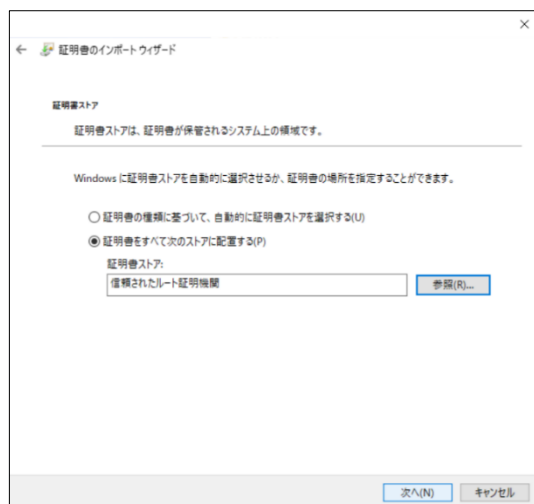 証明書のインポート ウィザード
証明書ストア
証明書ストアは、証明書が保管されるシステム上の領域です。
Windows に証明書ストアを自動的に選択させるか、証明書の場所を指定することができます。
証明書の種類に基づいて、自動的に証明書ストアを選択する(U)
証明書をすべて次のストアに配置する(P)
証明書ストア:
信頼されたルート証明機関
参照(R)...
次へ(N)
キャンセル